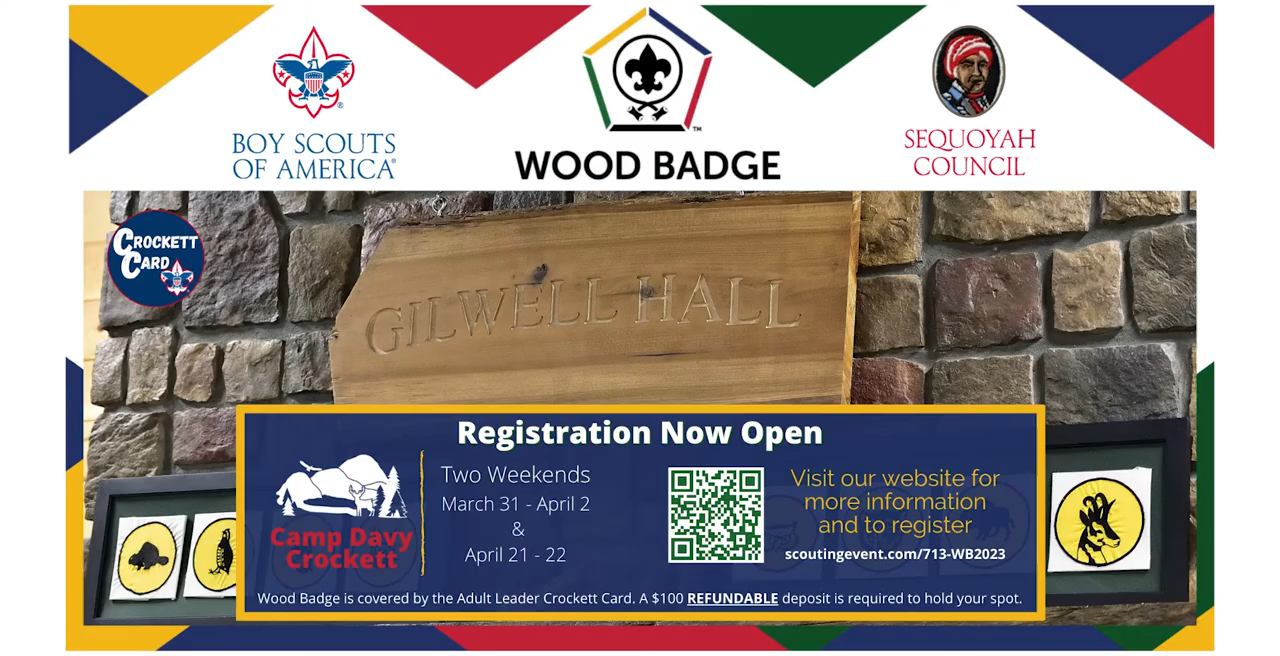 BOY SCOUTS
OF AMERICA®
WOOD BADGE
™
SEQUOYAH
COUNCIL
CROCKETT
CARD
GILWELL HALL
Registration Now Open
Camp Davy
Crockett
Two Weekends
March 31 - April 2
&
April 21 - 22
Visit our website for
more information
and to register
scoutingevent.com/713-WB2023
Wood Badge is covered by the Adult Leader Crockett Card. A $100 REFUNDABLE deposit is required to hold your spot.